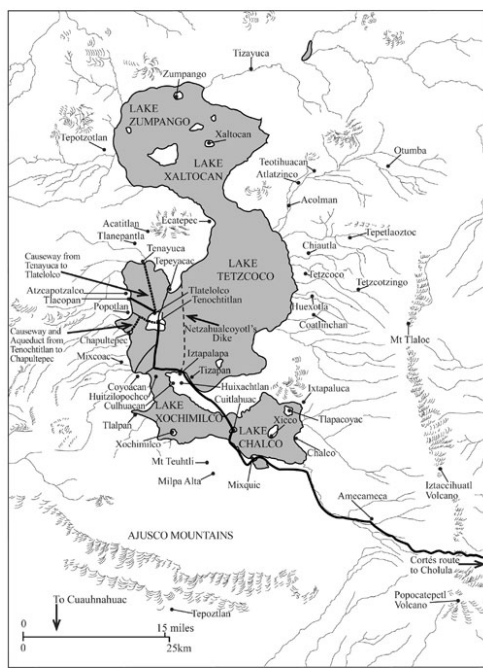 Tizayuca
Zumpango
LAKE
ZUMPANGO
Tepotzotlan
Xaltocan
LAKE
XALTOCAN
Teotihuacan
Atlatzinco
Otumba
Acolman
Ecatepec
Acatitlan
Tlanepantla
Tenayuca
Tepeyacac
Causeway from
Tenayuca to
Tlatelolco
LAKE
TETZCOCO
Chiautla
Tepetlaoztoc
Tetzcoco
Tetzcotzingo
Huexotla
Coatlinchan
Atzcapotzalco
Tlacopan
Popotlan
Tlatelolco
Tenochtitlan
Netzahualcoyotl's
Dike
Causeway and
Aqueduct from
Tenochtitlan to
Chapultepec
Chapultepec
Mixcoac
Mt Tlaloc
Iztapalapa
Tizapan
Coyoacan
Huitzilopochco
Culhuacan
Huixachtlan
Cuitlahuac
Ixtapaluca
LAKE
XOCHIMILCO
Tlalpan
Xochimilco
Xicco
Tlapacoyac
LAKE
CHALCO
Chalco
Mt Teuhtli
Milpa Alta
Mixquic
Iztaccihuatl
Volcano
Amecameca
AJUSCO MOUNTAINS
Cortés route
to Cholula
Popocatepetl
Volcano
To Cuauhnahuac
Tepoztlan
0
15 miles
0
25km